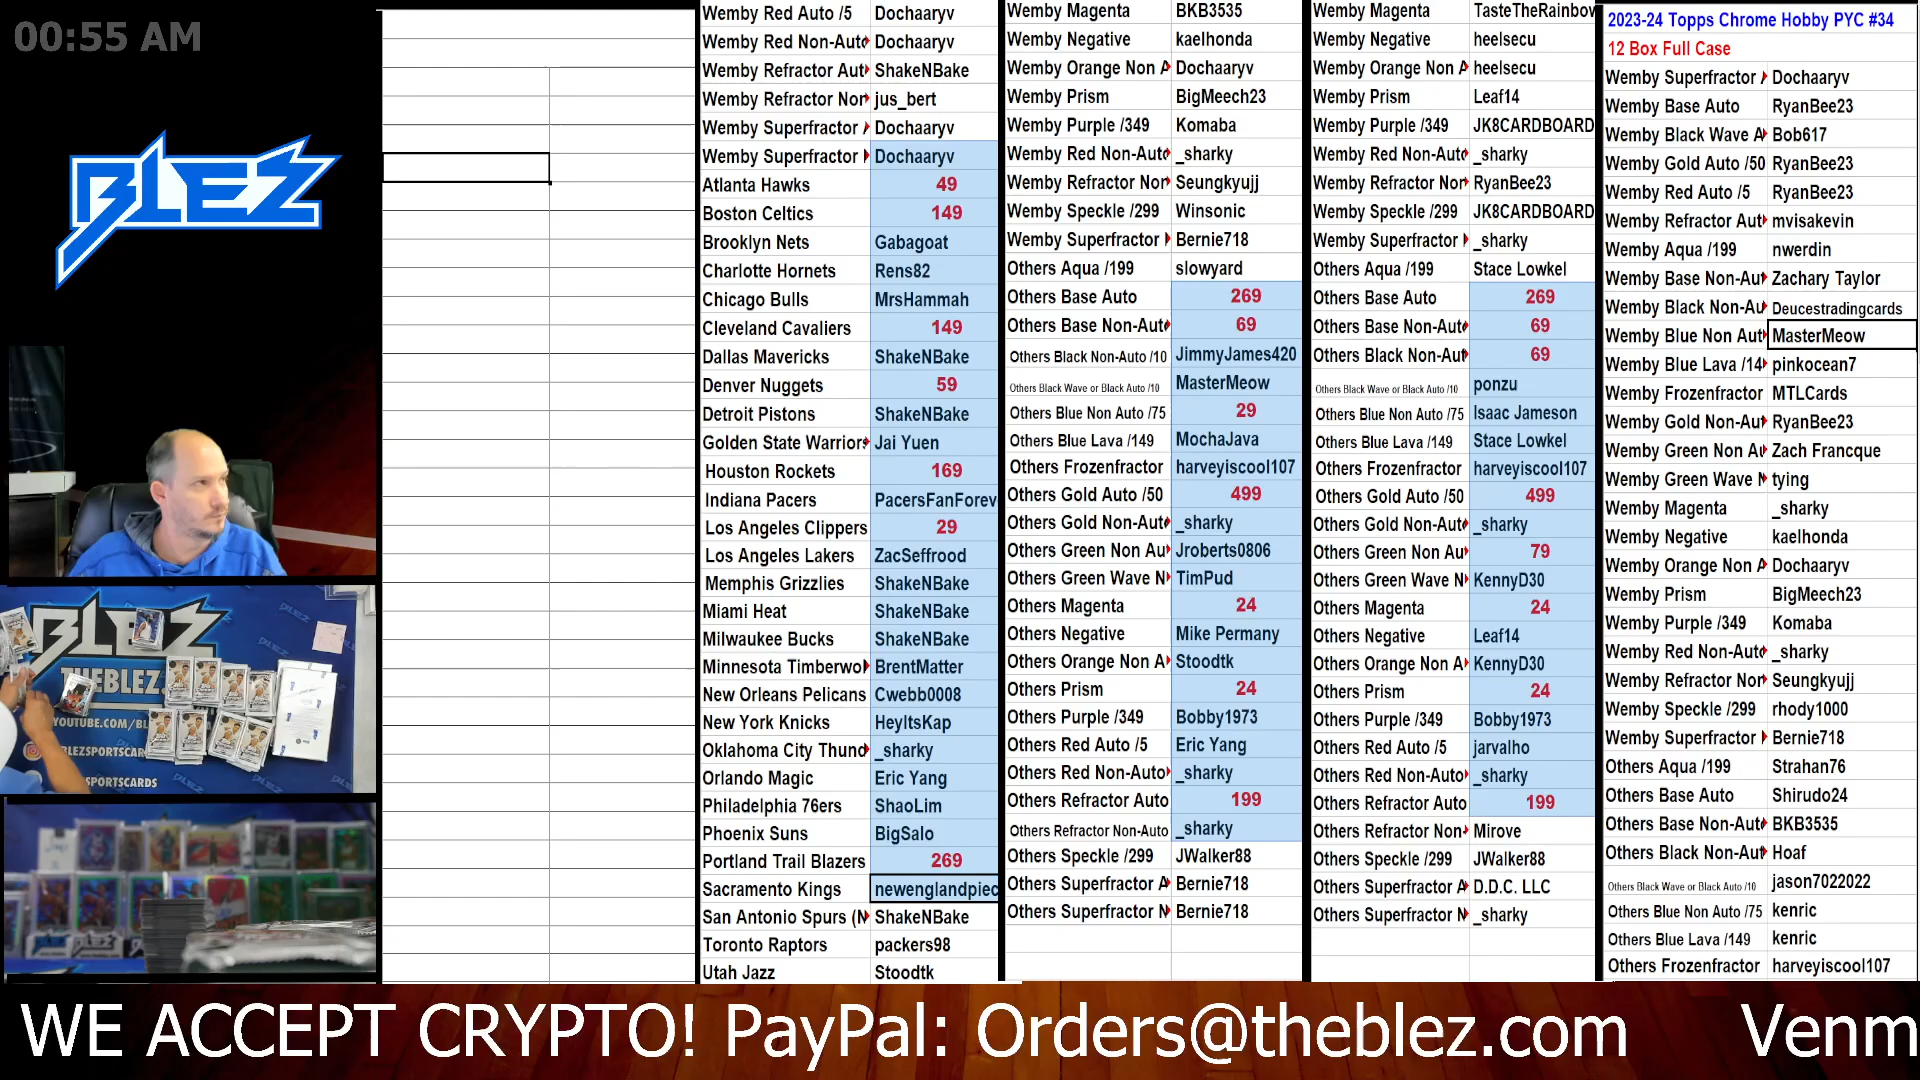 00:55 AM
BLEZ
BLEZ
THEBLEZ.
YOUTUBE.COM/BL
BLEZSPORTSCAR
SPORTSCARDS
Wemby Red Auto /5 Dochaaryv
Wemby Red Non-Auto Dochaaryv
Wemby Refractor Aut ShakeNBake
Wemby Refractor Nor jus_bert
Wemby Superfractor A Dochaaryv
Wemby Superfractor N Dochaaryv
Atlanta Hawks 49
Boston Celtics 149
Brooklyn Nets Gabagoat
Charlotte Hornets Rens82
Chicago Bulls MrsHammah
Cleveland Cavaliers 149
Dallas Mavericks ShakeNBake
Denver Nuggets 59
Detroit Pistons ShakeNBake
Golden State Warriors Jai Yuen
Houston Rockets 169
Indiana Pacers PacersFanForev
Los Angeles Clippers 29
Los Angeles Lakers ZacSeffrood
Memphis Grizzlies ShakeNBake
Miami Heat ShakeNBake
Milwaukee Bucks ShakeNBake
Minnesota Timberwol BrentMatter
New Orleans Pelicans Cwebb0008
New York Knicks HeyItsKap
Oklahoma City Thund _sharky
Orlando Magic Eric Yang
Philadelphia 76ers ShaoLim
Phoenix Suns BigSalo
Portland Trail Blazers 269
Sacramento Kings newenglandpiec
San Antonio Spurs (N ShakeNBake
Toronto Raptors packers98
Utah Jazz Stoodtk
Wemby Magenta BKB3535
Wemby Negative kaelhonda
Wemby Orange Non A Dochaaryv
Wemby Prism BigMeech23
Wemby Purple /349 Komaba
Wemby Red Non-Auto _sharky
Wemby Refractor Nor Seungkyujj
Wemby Speckle /299 Winsonic
Wemby Superfractor N Bernie718
Others Aqua /199 slowyard
Others Base Auto 269
Others Base Non-Auto 69
Others Black Non-Auto /10 JimmyJames420
Others Black Wave or Black Auto /10 MasterMeow
Others Blue Non Auto /75 29
Others Blue Lava /149 MochaJava
Others Frozenfractor harveyiscool107
Others Gold Auto /50 499
Others Gold Non-Auto _sharky
Others Green Non Au Jroberts0806
Others Green Wave N TimPud
Others Magenta 24
Others Negative Mike Permany
Others Orange Non A Stoodtk
Others Prism 24
Others Purple /349 Bobby1973
Others Red Auto /5 Eric Yang
Others Red Non-Auto _sharky
Others Refractor Auto 199
Others Refractor Non-Auto _sharky
Others Speckle /299 JWalker88
Others Superfractor A Bernie718
Others Superfractor N Bernie718
Wemby Magenta TasteTheRainbov
Wemby Negative heelsecu
Wemby Orange Non A heelsecu
Wemby Prism Leaf14
Wemby Purple /349 JK8CARDBOARD
Wemby Red Non-Auto _sharky
Wemby Refractor Nor RyanBee23
Wemby Speckle /299 JK8CARDBOARD
Wemby Superfractor N _sharky
Others Aqua /199 Stace Lowkel
Others Base Auto 269
Others Base Non-Auto 69
Others Black Non-Aut 69
Others Black Wave or Black Auto /10 ponzu
Others Blue Non Auto /75 Isaac Jameson
Others Blue Lava /149 Stace Lowkel
Others Frozenfractor harveyiscool107
Others Gold Auto /50 499
Others Gold Non-Auto _sharky
Others Green Non Au 79
Others Green Wave N KennyD30
Others Magenta 24
Others Negative Leaf14
Others Orange Non A KennyD30
Others Prism 24
Others Purple /349 Bobby1973
Others Red Auto /5 jarvalho
Others Red Non-Auto _sharky
Others Refractor Auto 199
Others Refractor Non- Mirove
Others Speckle /299 JWalker88
Others Superfractor A D.D.C. LLC
Others Superfractor N _sharky
2023-24 Topps Chrome Hobby PYC #34
12 Box Full Case
Wemby Superfractor A Dochaaryv
Wemby Base Auto RyanBee23
Wemby Black Wave A Bob617
Wemby Gold Auto /50 RyanBee23
Wemby Red Auto /5 RyanBee23
Wemby Refractor Aut mvisakevin
Wemby Aqua /199 nwerdin
Wemby Base Non-Aut Zachary Taylor
Wemby Black Non-Au Deucestradingcards
Wemby Blue Non Aut MasterMeow
Wemby Blue Lava /14 pinkocean7
Wemby Frozenfractor MTLCards
Wemby Gold Non-Aut RyanBee23
Wemby Green Non Au Zach Francque
Wemby Green Wave N tying
Wemby Magenta _sharky
Wemby Negative kaelhonda
Wemby Orange Non A Dochaaryv
Wemby Prism BigMeech23
Wemby Purple /349 Komaba
Wemby Red Non-Auto _sharky
Wemby Refractor Nor Seungkyujj
Wemby Speckle /299 rhody1000
Wemby Superfractor N Bernie718
Others Aqua /199 Strahan76
Others Base Auto Shirudo24
Others Base Non-Auto BKB3535
Others Black Non-Aut Hoaf
Others Black Wave or Black Auto /10 jason7022022
Others Blue Non Auto /75 kenric
Others Blue Lava /149 kenric
Others Frozenfractor harveyiscool107
WE ACCEPT CRYPTO! PayPal: Orders@theblez.com Venm